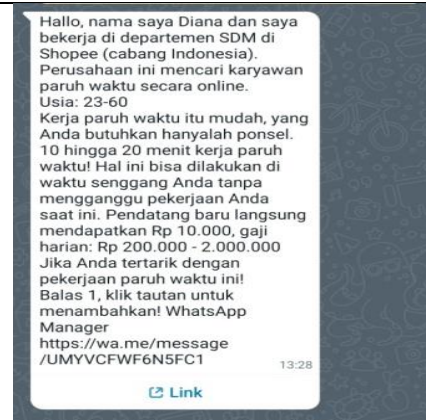 Hallo, nama saya Diana dan saya
bekerja di departemen SDM di
Shopee (cabang Indonesia).
Perusahaan ini mencari karyawan
paruh waktu secara online.
Usia: 23-60
Kerja paruh waktu itu mudah, yang
Anda butuhkan hanyalah ponsel.
10 hingga 20 menit kerja paruh
waktu! Hal ini bisa dilakukan di
waktu senggang Anda tanpa
mengganggu pekerjaan Anda
saat ini. Pendatang baru langsung
mendapatkan Rp 10.000, gaji
harian: Rp 200.000 - 2.000.000
Jika Anda tertarik dengan
pekerjaan paruh waktu ini!
Balas 1, klik tautan untuk
menambahkan! WhatsApp
Manager
https://wa.me/message
/UMYVCFWF6N5FC1
13:28
Link